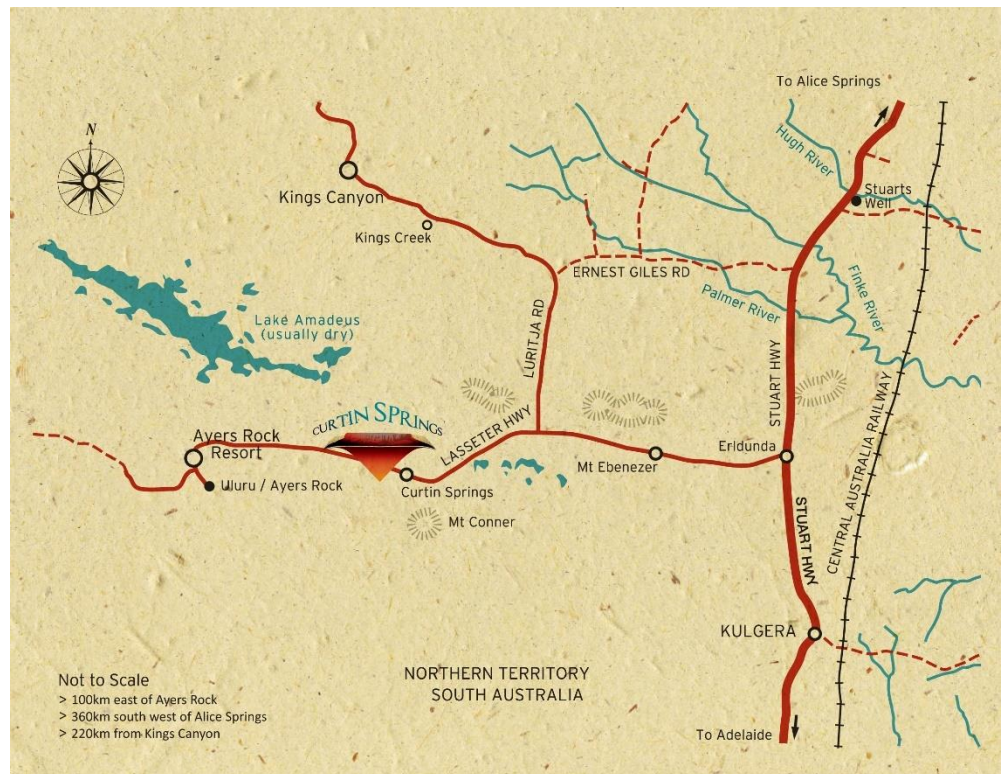 To Alice Springs
N
Hugh River
Kings Canyon
Stuarts
Well
Kings Creek
ERNEST GILES RD
Palmer River
Finke River
Lake Amadeus
(usually dry)
LURITJA RD
STUART HWY
CENTRAL AUSTRALIA RAILWAY
CURTIN SPRINGS
LASSETER HWY
Ayers Rock
Resort
Erldunda
Mt Ebenezer
Uluru / Ayers Rock
Curtin Springs
Mt Conner
STUART HWY
KULGERA
NORTHERN TERRITORY
SOUTH AUSTRALIA
Not to Scale
> 100km east of Ayers Rock
> 360km south west of Alice Springs
> 220km from Kings Canyon
To Adelaide